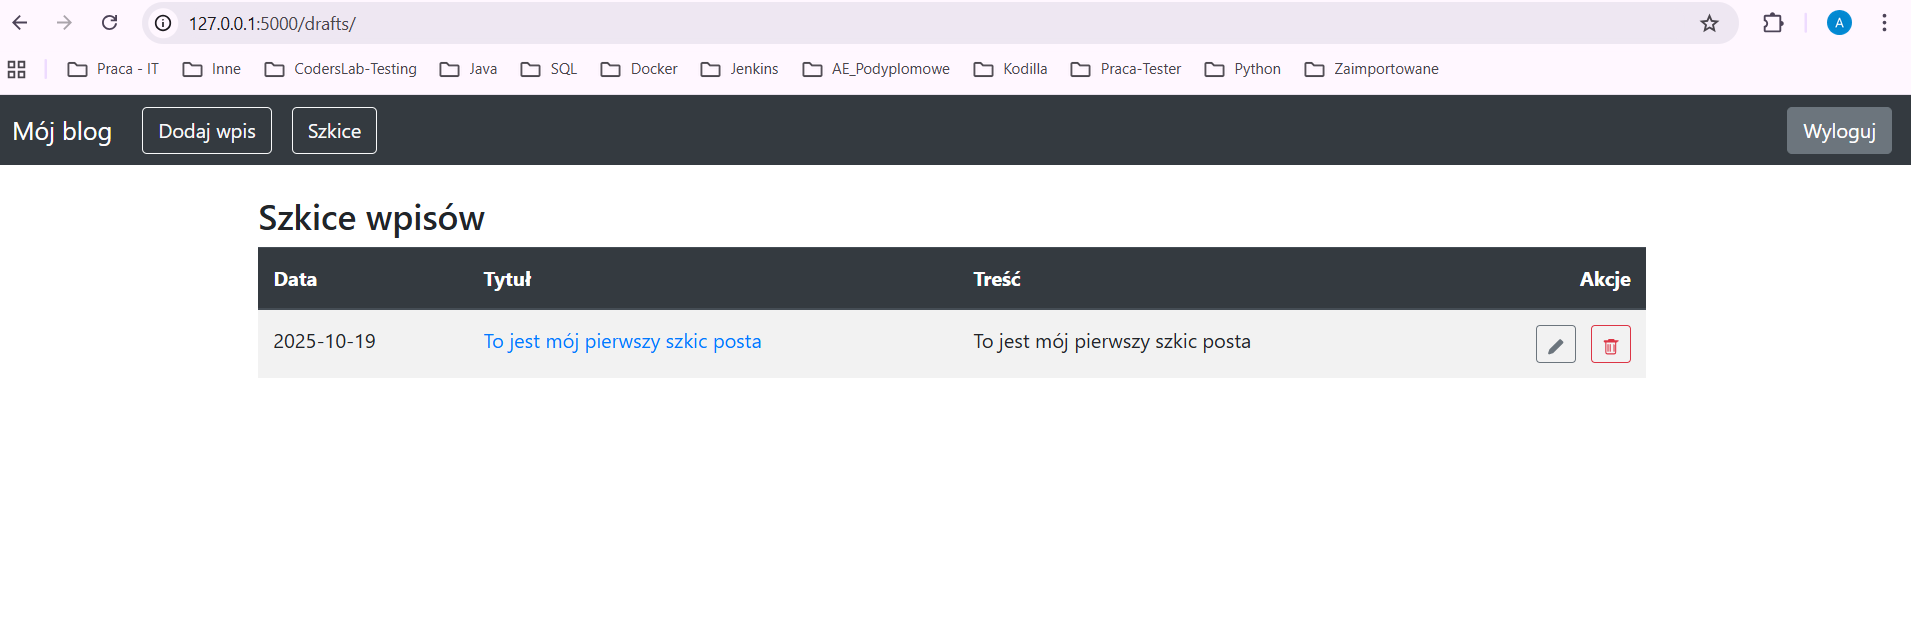 127.0.0.1:5000/drafts/
A
Praca - IT Inne CodersLab-Testing Java SQL Docker Jenkins AE_Podyplomowe Kodilla Praca-Tester Python Zaimportowane
Mój blog Dodaj wpis Szkice Wyloguj
Szkice wpisów
Data Tytuł Treść Akcje
2025-10-19 To jest mój pierwszy szkic posta To jest mój pierwszy szkic posta